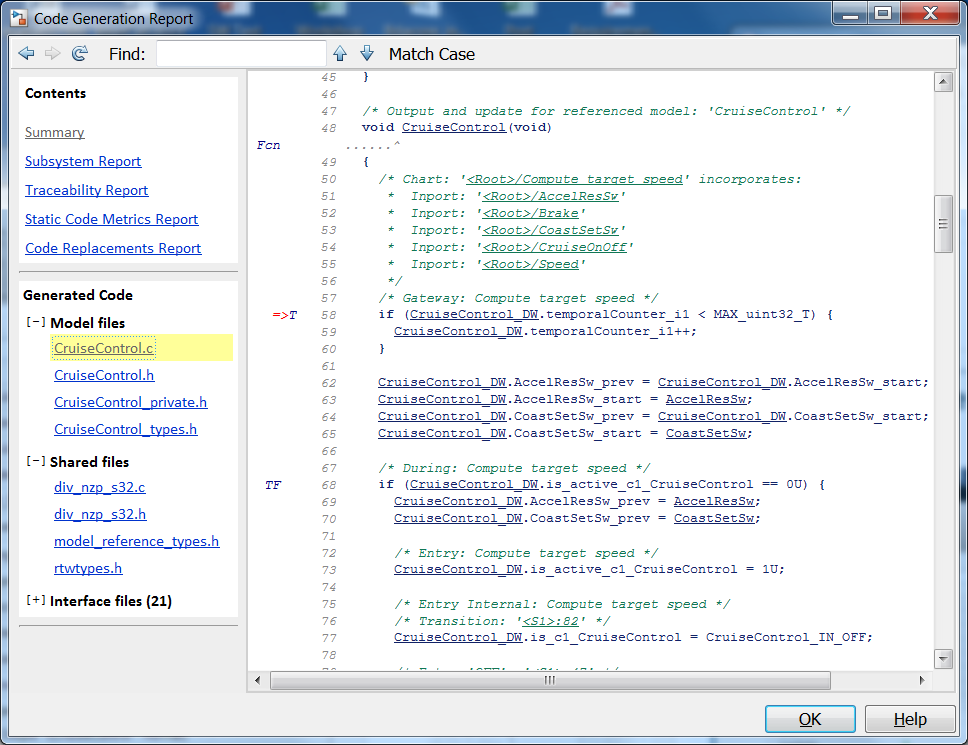 Code Generation Report
Find:
Match Case
Contents
Summary
Subsystem Report
Traceability Report
Static Code Metrics Report
Code Replacements Report
Generated Code
[-] Model files
CruiseControl.c
CruiseControl.h
CruiseControl_private.h
CruiseControl_types.h
[-] Shared files
div_nzp_s32.c
div_nzp_s32.h
model_reference_types.h
rtwtypes.h
[+] Interface files (21)
45 }
46
47 /* Output and update for referenced model: 'CruiseControl' */
48 void CruiseControl(void)
Fcn ......^
49 {
50 /* Chart: '<Root>/Compute target speed' incorporates:
51 * Inport: '<Root>/AccelResSw'
52 * Inport: '<Root>/Brake'
53 * Inport: '<Root>/CoastSetSw'
54 * Inport: '<Root>/CruiseOnOff'
55 * Inport: '<Root>/Speed'
56 */
57 /* Gateway: Compute target speed */
=>T 58 if (CruiseControl_DW.temporalCounter_i1 < MAX_uint32_T) {
59 CruiseControl_DW.temporalCounter_i1++;
60 }
61
62 CruiseControl_DW.AccelResSw_prev = CruiseControl_DW.AccelResSw_start;
63 CruiseControl_DW.AccelResSw_start = AccelResSw;
64 CruiseControl_DW.CoastSetSw_prev = CruiseControl_DW.CoastSetSw_start;
65 CruiseControl_DW.CoastSetSw_start = CoastSetSw;
66
67 /* During: Compute target speed */
TF 68 if (CruiseControl_DW.is_active_c1_CruiseControl == 0U) {
69 CruiseControl_DW.AccelResSw_prev = AccelResSw;
70 CruiseControl_DW.CoastSetSw_prev = CoastSetSw;
71
72 /* Entry: Compute target speed */
73 CruiseControl_DW.is_active_c1_CruiseControl = 1U;
74
75 /* Entry Internal: Compute target speed */
76 /* Transition: '<S1>:82' */
77 CruiseControl_DW.is_c1_CruiseControl = CruiseControl_IN_OFF;
78
OK
Help